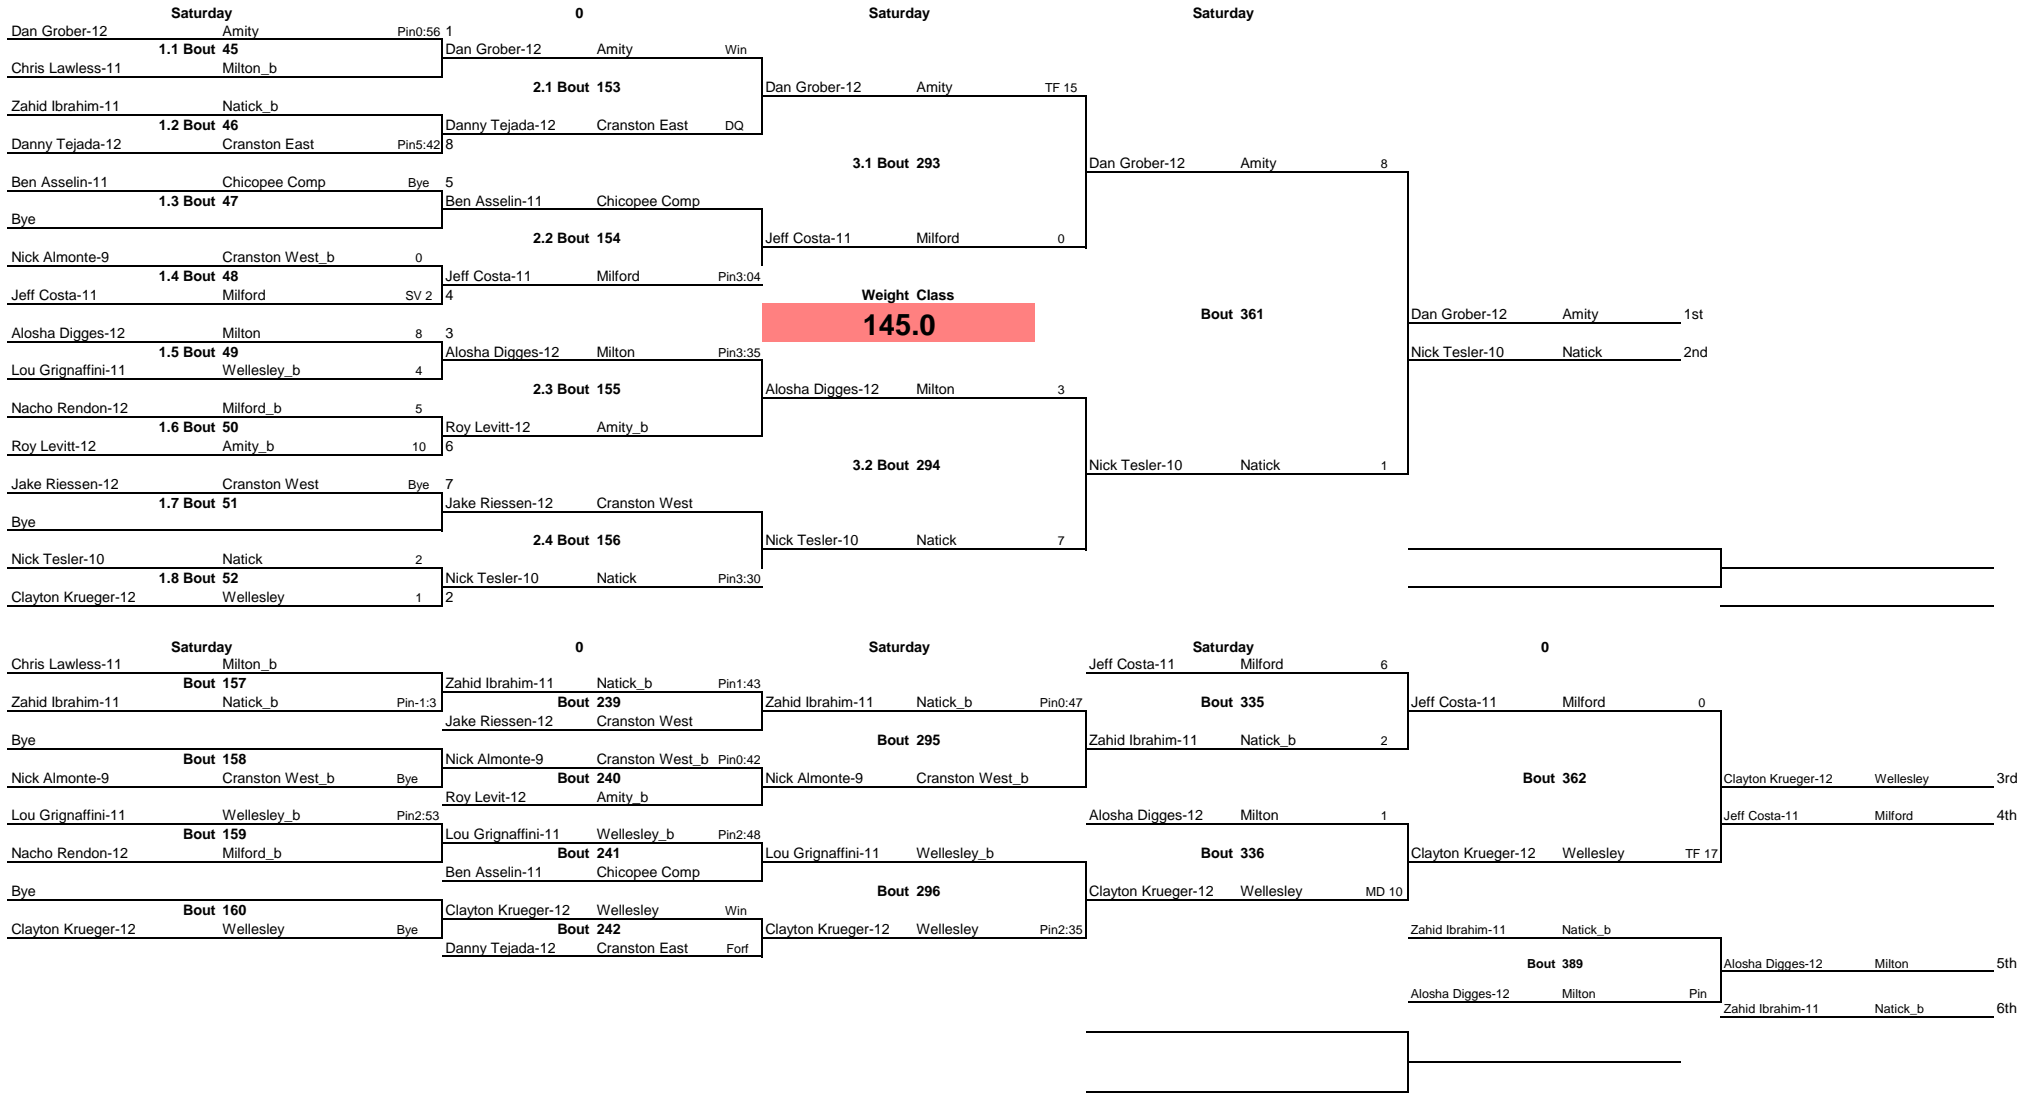 Saturday 0 Saturday Saturday
Dan Grober-12 Amity Pin0:56 1
1.1 Bout 45 Dan Grober-12 Amity Win
Chris Lawless-11 Milton_b
2.1 Bout 153 Dan Grober-12 Amity TF 15
Zahid Ibrahim-11 Natick_b
1.2 Bout 46 Danny Tejada-12 Cranston East DQ
Danny Tejada-12 Cranston East Pin5:42 8
3.1 Bout 293 Dan Grober-12 Amity 8
Ben Asselin-11 Chicopee Comp Bye 5
1.3 Bout 47 Ben Asselin-11 Chicopee Comp
Bye
2.2 Bout 154 Jeff Costa-11 Milford 0
Nick Almonte-9 Cranston West_b 0
1.4 Bout 48 Jeff Costa-11 Milford Pin3:04
Jeff Costa-11 Milford SV 2 4 Weight Class
145.0 Bout 361 Dan Grober-12 Amity 1st
Alosha Digges-12 Milton 8 3
1.5 Bout 49 Alosha Digges-12 Milton Pin3:35 Nick Tesler-10 Natick 2nd
Lou Grignaffini-11 Wellesley_b 4
2.3 Bout 155 Alosha Digges-12 Milton 3
Nacho Rendon-12 Milford_b 5
1.6 Bout 50 Roy Levitt-12 Amity_b
Roy Levitt-12 Amity_b 10 6
3.2 Bout 294 Nick Tesler-10 Natick 1
Jake Riessen-12 Cranston West Bye 7
1.7 Bout 51 Jake Riessen-12 Cranston West
Bye
2.4 Bout 156 Nick Tesler-10 Natick 7
Nick Tesler-10 Natick 2
1.8 Bout 52 Nick Tesler-10 Natick Pin3:30
Clayton Krueger-12 Wellesley 1 2
Saturday 0 Saturday Saturday 0
Chris Lawless-11 Milton_b Jeff Costa-11 Milford 6
Bout 157 Zahid Ibrahim-11 Natick_b Pin1:43
Zahid Ibrahim-11 Natick_b Pin-1:3 Bout 239 Zahid Ibrahim-11 Natick_b Pin0:47 Bout 335 Jeff Costa-11 Milford 0
Jake Riessen-12 Cranston West
Bye Bout 295 Zahid Ibrahim-11 Natick_b 2
Bout 158 Nick Almonte-9 Cranston West_b Pin0:42
Nick Almonte-9 Cranston West_b Bye Bout 240 Nick Almonte-9 Cranston West_b Bout 362 Clayton Krueger-12 Wellesley 3rd
Roy Levit-12 Amity_b
Lou Grignaffini-11 Wellesley_b Pin2:53 Alosha Digges-12 Milton 1 Jeff Costa-11 Milford 4th
Bout 159 Lou Grignaffini-11 Wellesley_b Pin2:48
Nacho Rendon-12 Milford_b Bout 241 Lou Grignaffini-11 Wellesley_b Bout 336 Clayton Krueger-12 Wellesley TF 17
Ben Asselin-11 Chicopee Comp
Bye Bout 296 Clayton Krueger-12 Wellesley MD 10
Bout 160 Clayton Krueger-12 Wellesley Win
Clayton Krueger-12 Wellesley Bye Bout 242 Clayton Krueger-12 Wellesley Pin2:35 Zahid Ibrahim-11 Natick_b
Danny Tejada-12 Cranston East Forf
Bout 389 Alosha Digges-12 Milton 5th
Alosha Digges-12 Milton Pin
Zahid Ibrahim-11 Natick_b 6th